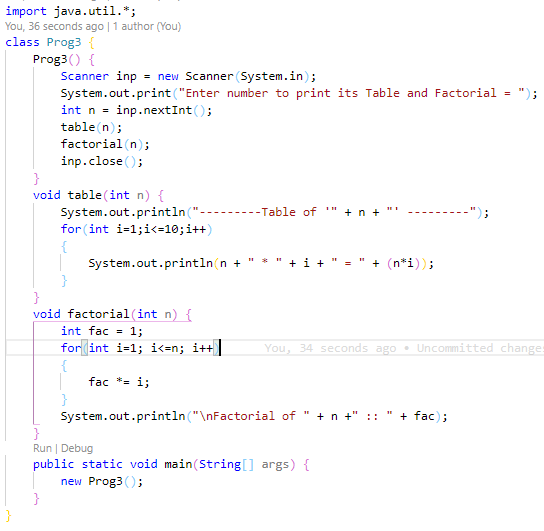 import java.util.*;
You, 36 seconds ago | 1 author (You)
class Prog3 {
    Prog3() {
        Scanner inp = new Scanner(System.in);
        System.out.print("Enter number to print its Table and Factorial = ");
        int n = inp.nextInt();
        table(n);
        factorial(n);
        inp.close();
    }
    void table(int n) {
        System.out.println("---------Table of '" + n + "' ---------");
        for(int i=1;i<=10;i++)
        {
            System.out.println(n + " * " + i + " = " + (n*i));
        }
    }
    void factorial(int n) {
        int fac = 1;
        for(int i=1; i<=n; i++)     You, 34 seconds ago • Uncommitted changes
        {
            fac *= i;
        }
        System.out.println("\nFactorial of " + n +" :: " + fac);
    }
    Run | Debug
    public static void main(String[] args) {
        new Prog3();
    }
}